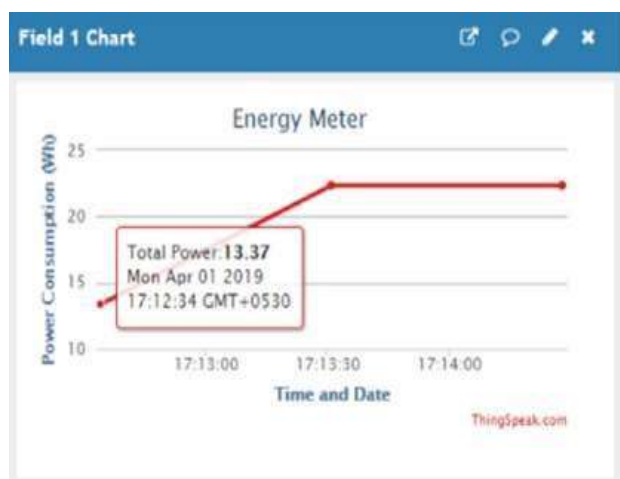 Field 1 Chart
Energy Meter
Power Consumption (Wh)
25
20
15
10
Total Power:13.37
Mon Apr 01 2019
17:12:34 GMT+0530
17:13:00 17:13:30 17:14:00
Time and Date
ThingSpeak.com